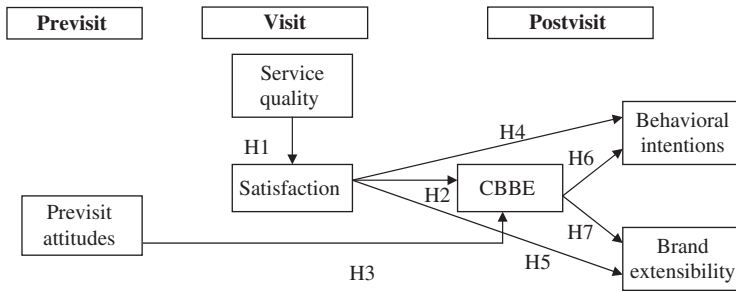 Previsit
Visit
Postvisit
Service
quality
H1
Satisfaction
Previsit
attitudes
H2
H3
H4
H5
CBBE
H6
H7
Behavioral
intentions
Brand
extensibility